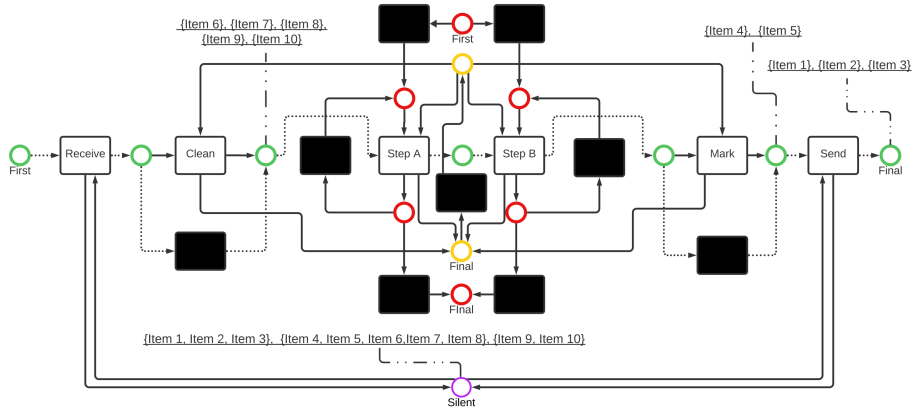 {Item 6}, {Item 7}, {Item 8},
{Item 9}, {Item 10}
First
{Item 4},  {Item 5}
{Item 1}, {Item 2}, {Item 3}
Receive
Clean
Step A
Step B
Mark
Send
First
Final
Final
FInal
{Item 1, Item 2, Item 3},  {Item 4, Item 5, Item 6,Item 7, Item 8}, {Item 9, Item 10}
Silent